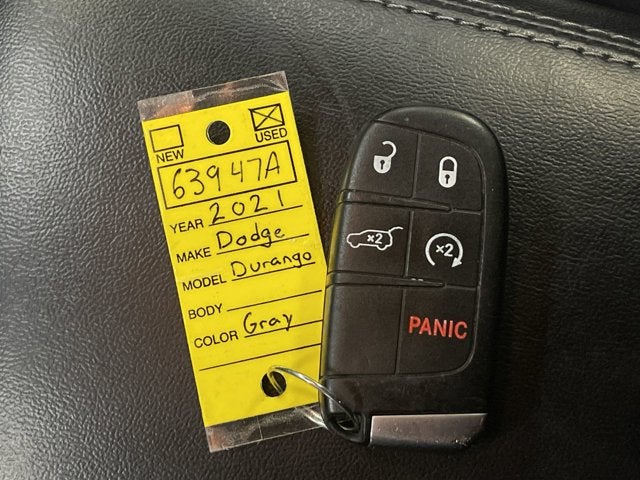 NEW USED
63947A
YEAR 2021
MAKE Dodge
MODEL Durango
BODY
COLOR Gray
x2 x2
PANIC